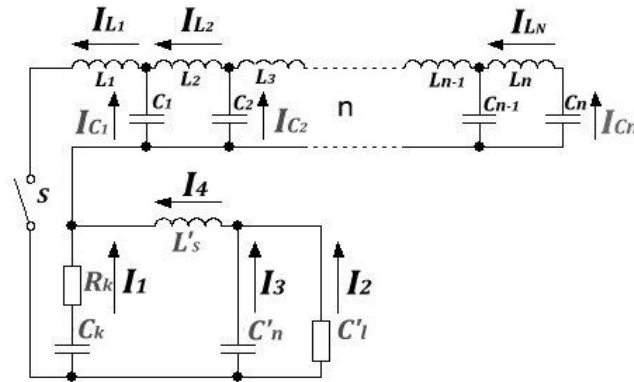 IL1 IL2 ILN
L1 L2 L3 Ln-1 Ln
C1 C2 n Cn-1 Cn
IC1 IC2 ICn
S
I4
L's
Rk I1 I3 I2
Ck C'n C'l